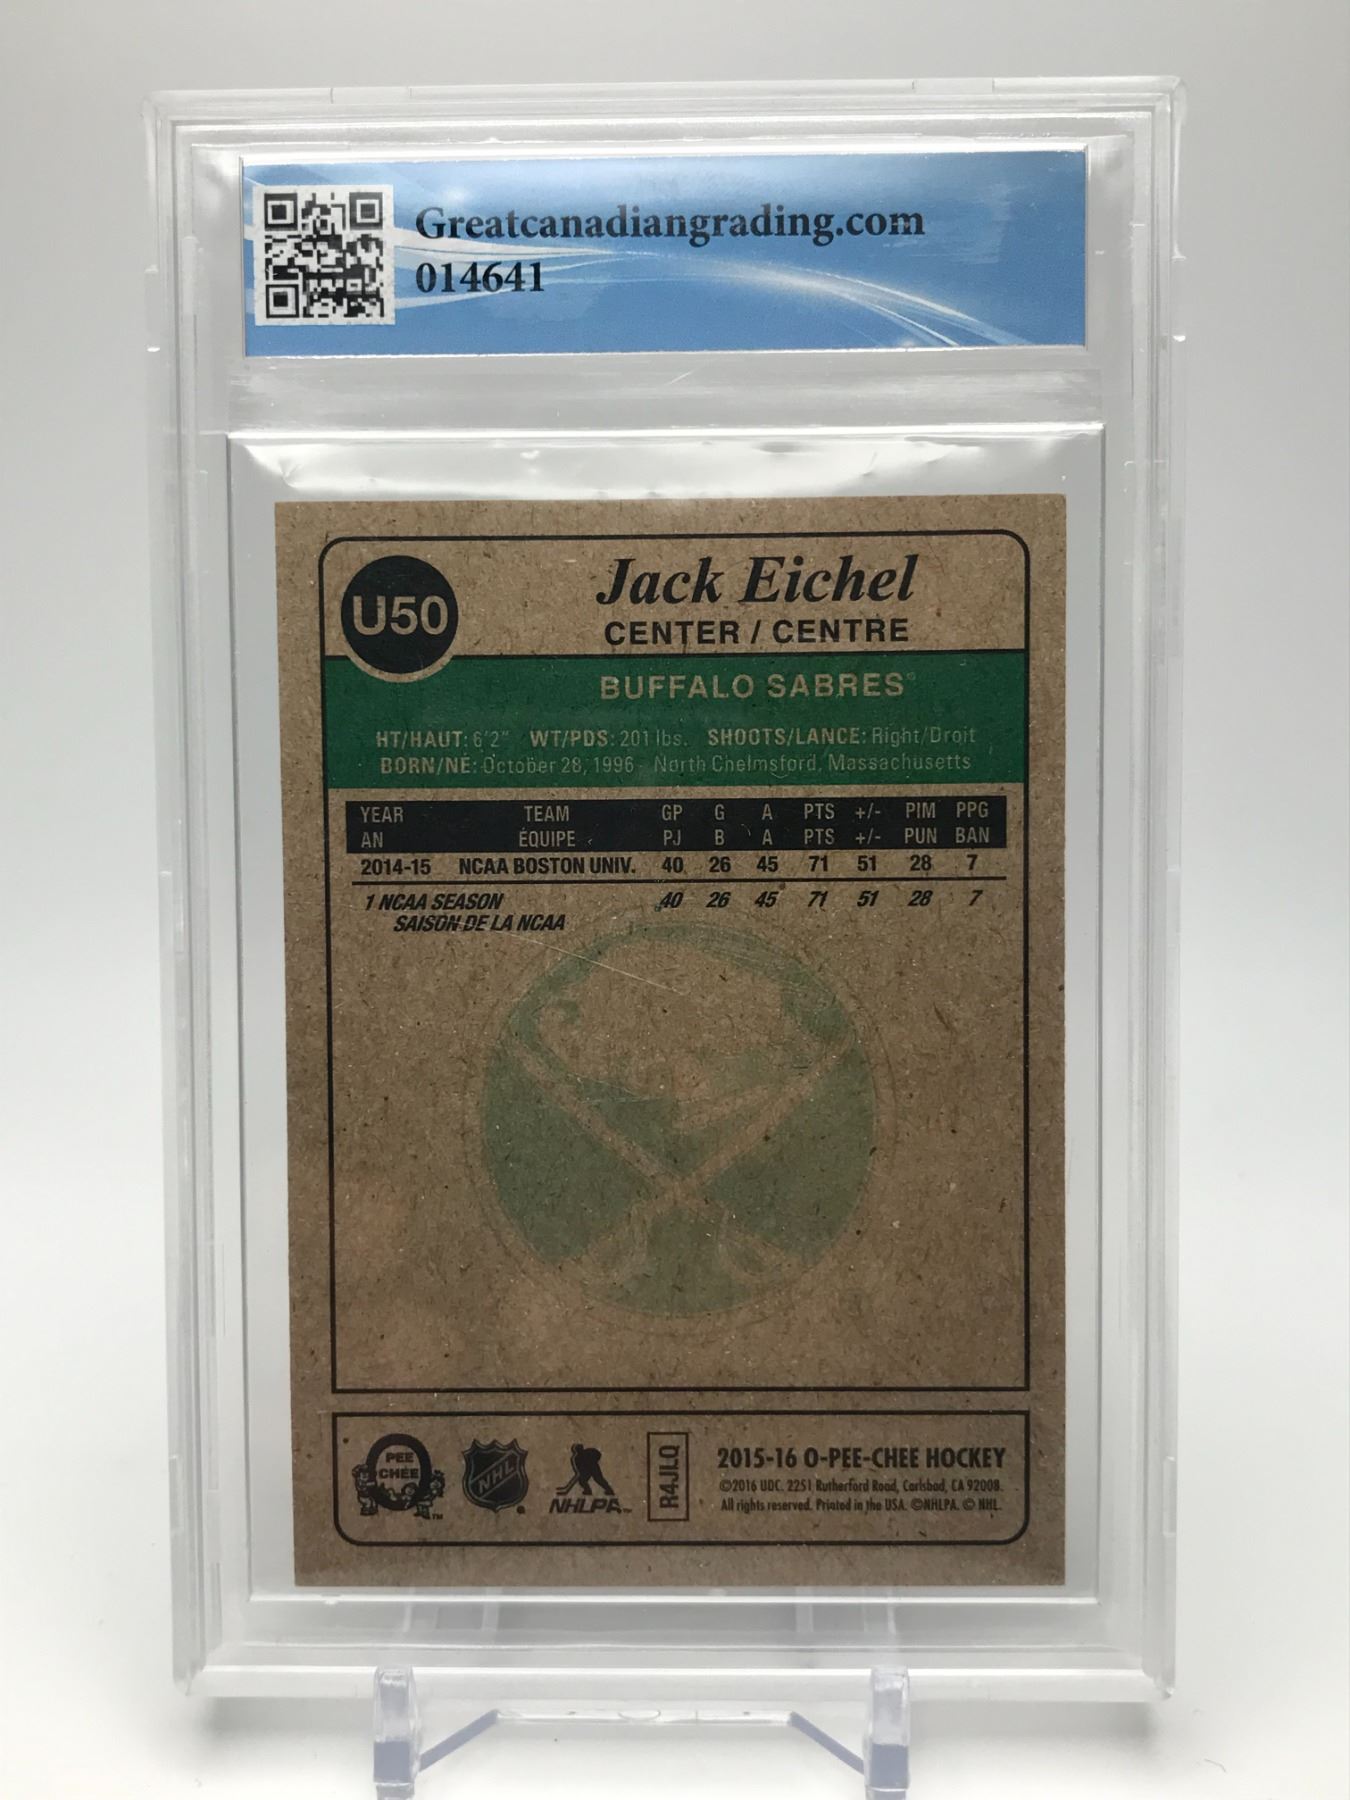 Greatcanadiangrading.com
014641
U50
Jack Eichel
CENTER / CENTRE
BUFFALO SABRES®
HT/HAUT: 6'2" WT/PDS: 201 lbs. SHOOTS/LANCE: Right/Droit
BORN/NÉ: October 28, 1996 - North Chelmsford, Massachusetts
YEAR TEAM GP G A PTS +/- PIM PPG
AN ÉQUIPE PJ B A PTS +/- PUN BAN
2014-15 NCAA BOSTON UNIV. 40 26 45 71 51 28 7
1 NCAA SEASON 40 26 45 71 51 28 7
SAISON DE LA NCAA
O PEE CHEE ™
NHL ®
NHLPA ™
R4JLQ
2015-16 O-PEE-CHEE HOCKEY
©2016 UDC. 2251 Rutherford Road, Carlsbad, CA 92008.
All rights reserved. Printed in the USA. ©NHLPA. © NHL.